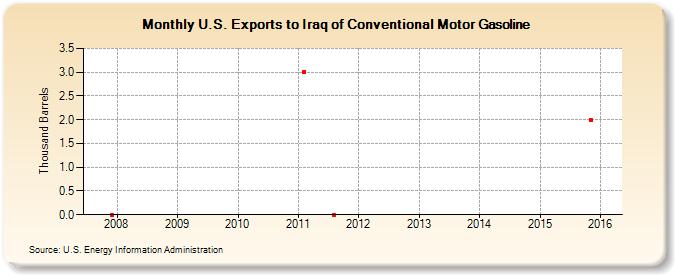 Monthly U.S. Exports to Iraq of Conventional Motor Gasoline
Thousand Barrels
3.5
3.0
2.5
2.0
1.5
1.0
0.5
0.0
2008 2009 2010 2011 2012 2013 2014 2015 2016
Source: U.S. Energy Information Administration